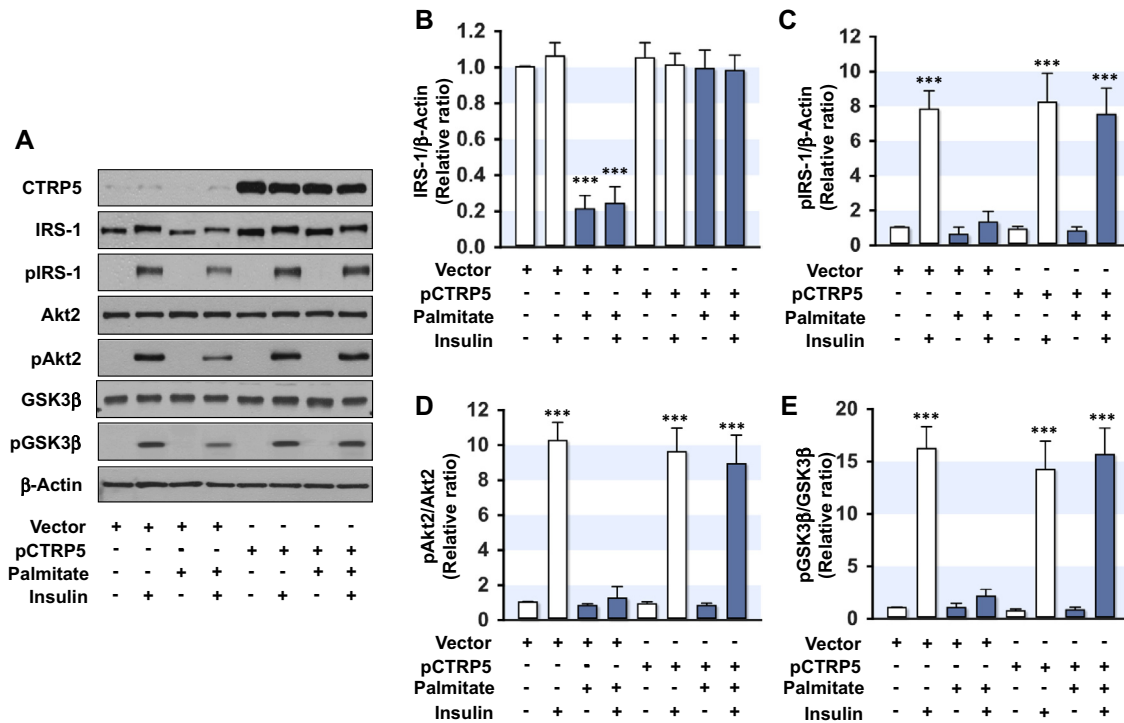 A
CTRP5
IRS-1
pIRS-1
Akt2
pAkt2
GSK3β
pGSK3β
β-Actin
Vector + + + + - - - -
pCTRP5 - - - - + + + +
Palmitate - - + + - - + +
Insulin - + - + - + - +
B
IRS-1/β-Actin
(Relative ratio)
1.2
1.0
0.8
0.6
0.4
0.2
0.0
*** ***
Vector + + + + - - - -
pCTRP5 - - - - + + + +
Palmitate - - + + - - + +
Insulin - + - + - + - +
C
pIRS-1/β-Actin
(Relative ratio)
12
10
8
6
4
2
0
*** *** ***
Vector + + + + - - - -
pCTRP5 - - - - + + + +
Palmitate - - + + - - + +
Insulin - + - + - + - +
D
pAkt2/Akt2
(Relative ratio)
12
10
8
6
4
2
0
*** *** ***
Vector + + + + - - - -
pCTRP5 - - - - + + + +
Palmitate - - + + - - + +
Insulin - + - + - + - +
E
pGSK3β/GSK3β
(Relative ratio)
20
15
10
5
0
*** *** ***
Vector + + + + - - - -
pCTRP5 - - - - + + + +
Palmitate - - + + - - + +
Insulin - + - + - + - +